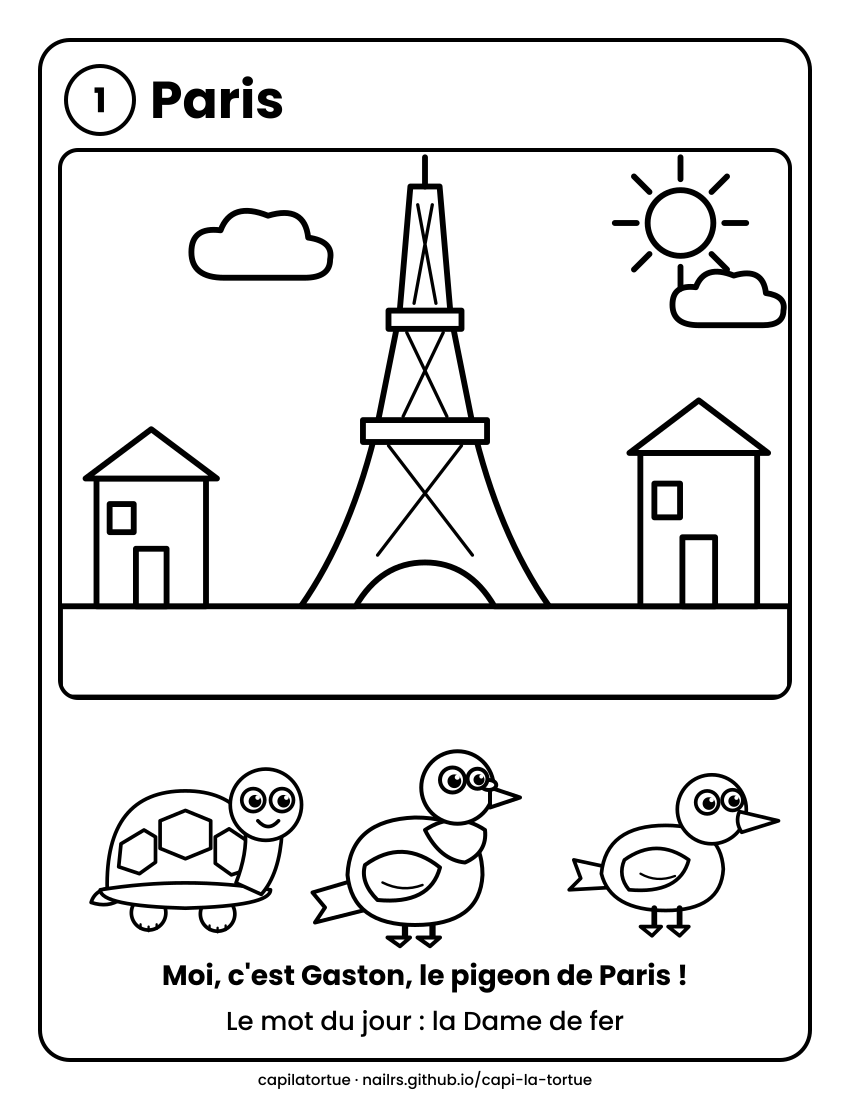 1 Paris
Moi, c'est Gaston, le pigeon de Paris !
Le mot du jour : la Dame de fer
capilatortue · nailrs.github.io/capi-la-tortue